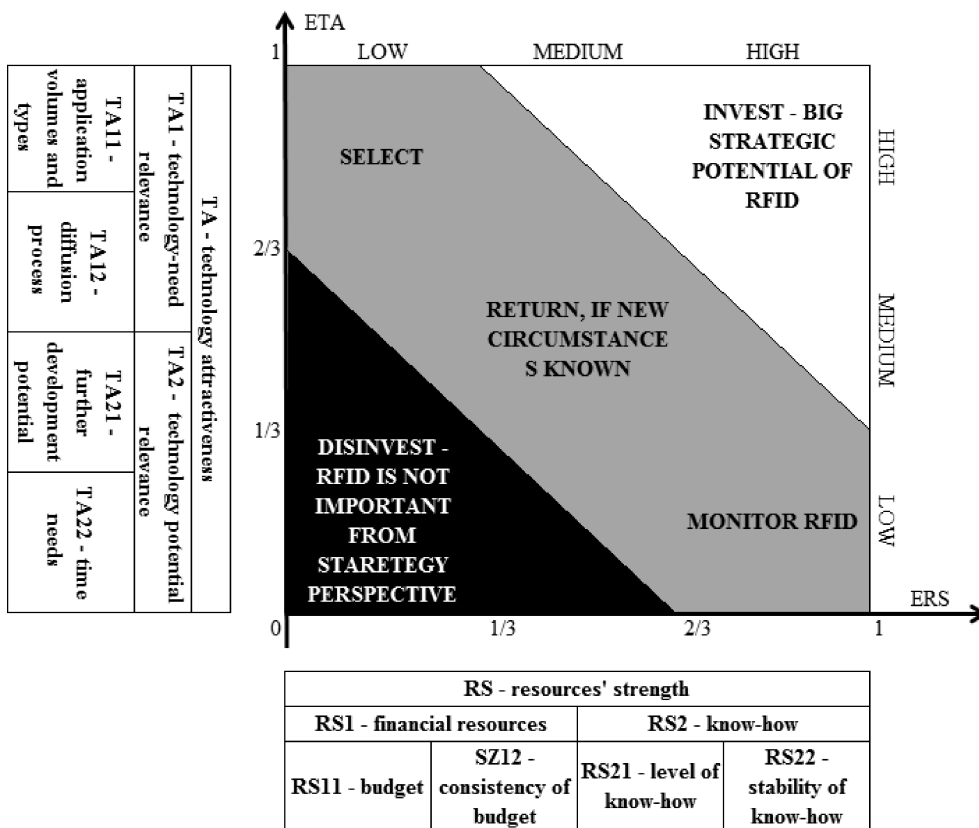 ETA
1
LOW
MEDIUM
HIGH
INVEST - BIG
STRATEGIC
POTENTIAL OF
RFID
HIGH
SELECT
2/3
RETURN, IF NEW
CIRCUMSTANCE
S KNOWN
MEDIUM
1/3
DISINVEST -
RFID IS NOT
IMPORTANT
FROM
STARETEGY
PERSPECTIVE
MONITOR RFID
LOW
ERS
0
1/3
2/3
1
TA - technology attractiveness
TA1 - technology-need
relevance
TA2 - technology potential
relevance
TA11 -
application
volumes and
types
TA12 -
diffusion
process
TA21 -
further
development
potential
TA22 - time
needs
RS - resources' strength
RS1 - financial resources
RS2 - know-how
RS11 - budget
SZ12 -
consistency of
budget
RS21 - level of
know-how
RS22 -
stability of
know-how